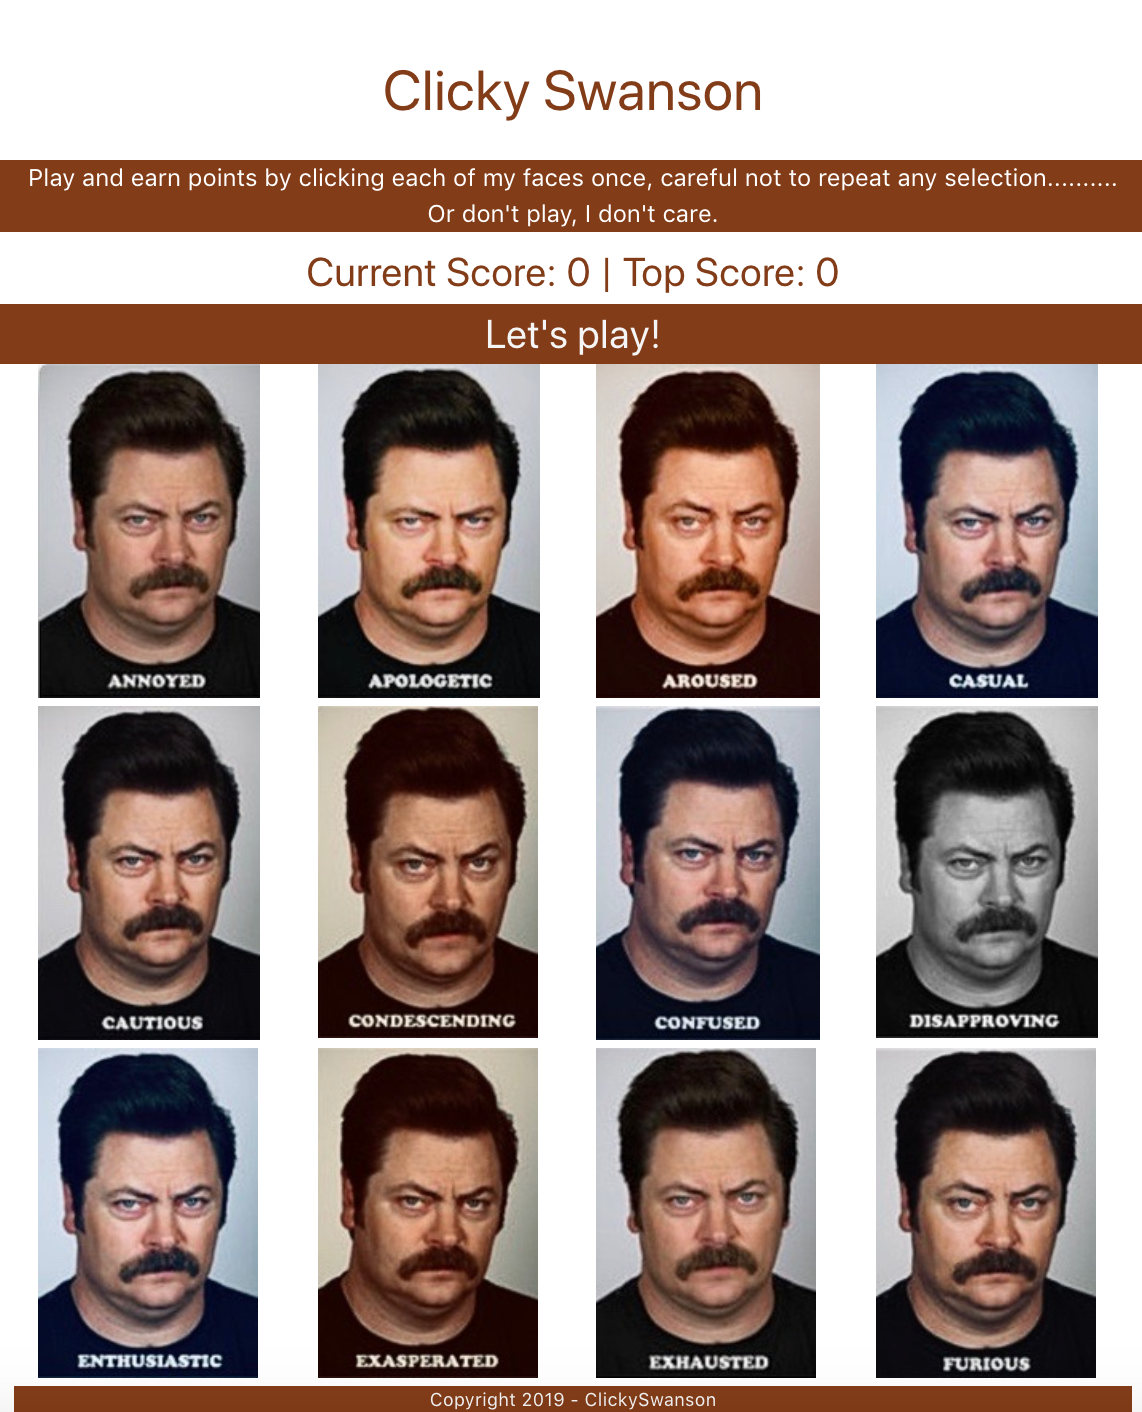 Clicky Swanson
Play and earn points by clicking each of my faces once, careful not to repeat any selection..........
Or don't play, I don't care.
Current Score: 0 | Top Score: 0
Let's play!
ANNOYED
APOLOGETIC
AROUSED
CASUAL
CAUTIOUS
CONDESCENDING
CONFUSED
DISAPPROVING
ENTHUSIASTIC
EXASPERATED
EXHAUSTED
FURIOUS
Copyright 2019 - ClickySwanson